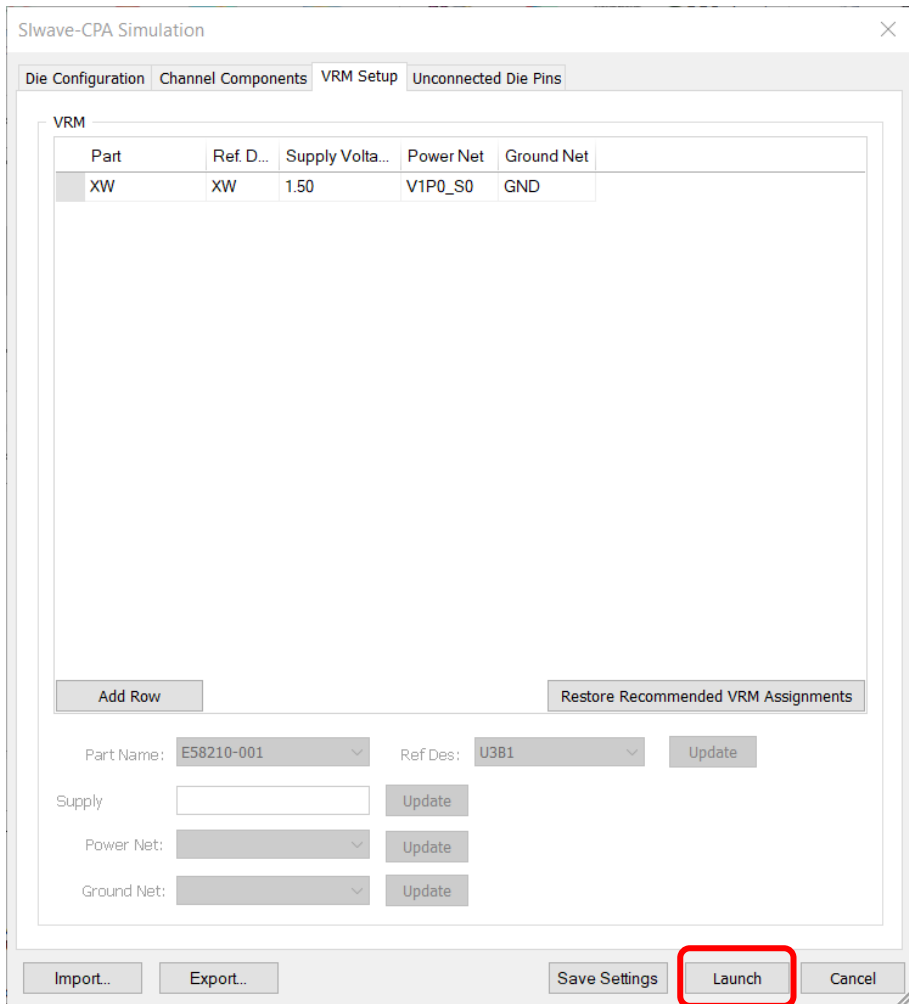 SIwave-CPA Simulation
Die Configuration Channel Components VRM Setup Unconnected Die Pins
VRM
Part Ref. D... Supply Volta... Power Net Ground Net
XW XW 1.50 V1P0_S0 GND
Add Row Restore Recommended VRM Assignments
Part Name: E58210-001 Ref Des: U3B1 Update
Supply Update
Power Net: Update
Ground Net: Update
Import... Export... Save Settings Launch Cancel